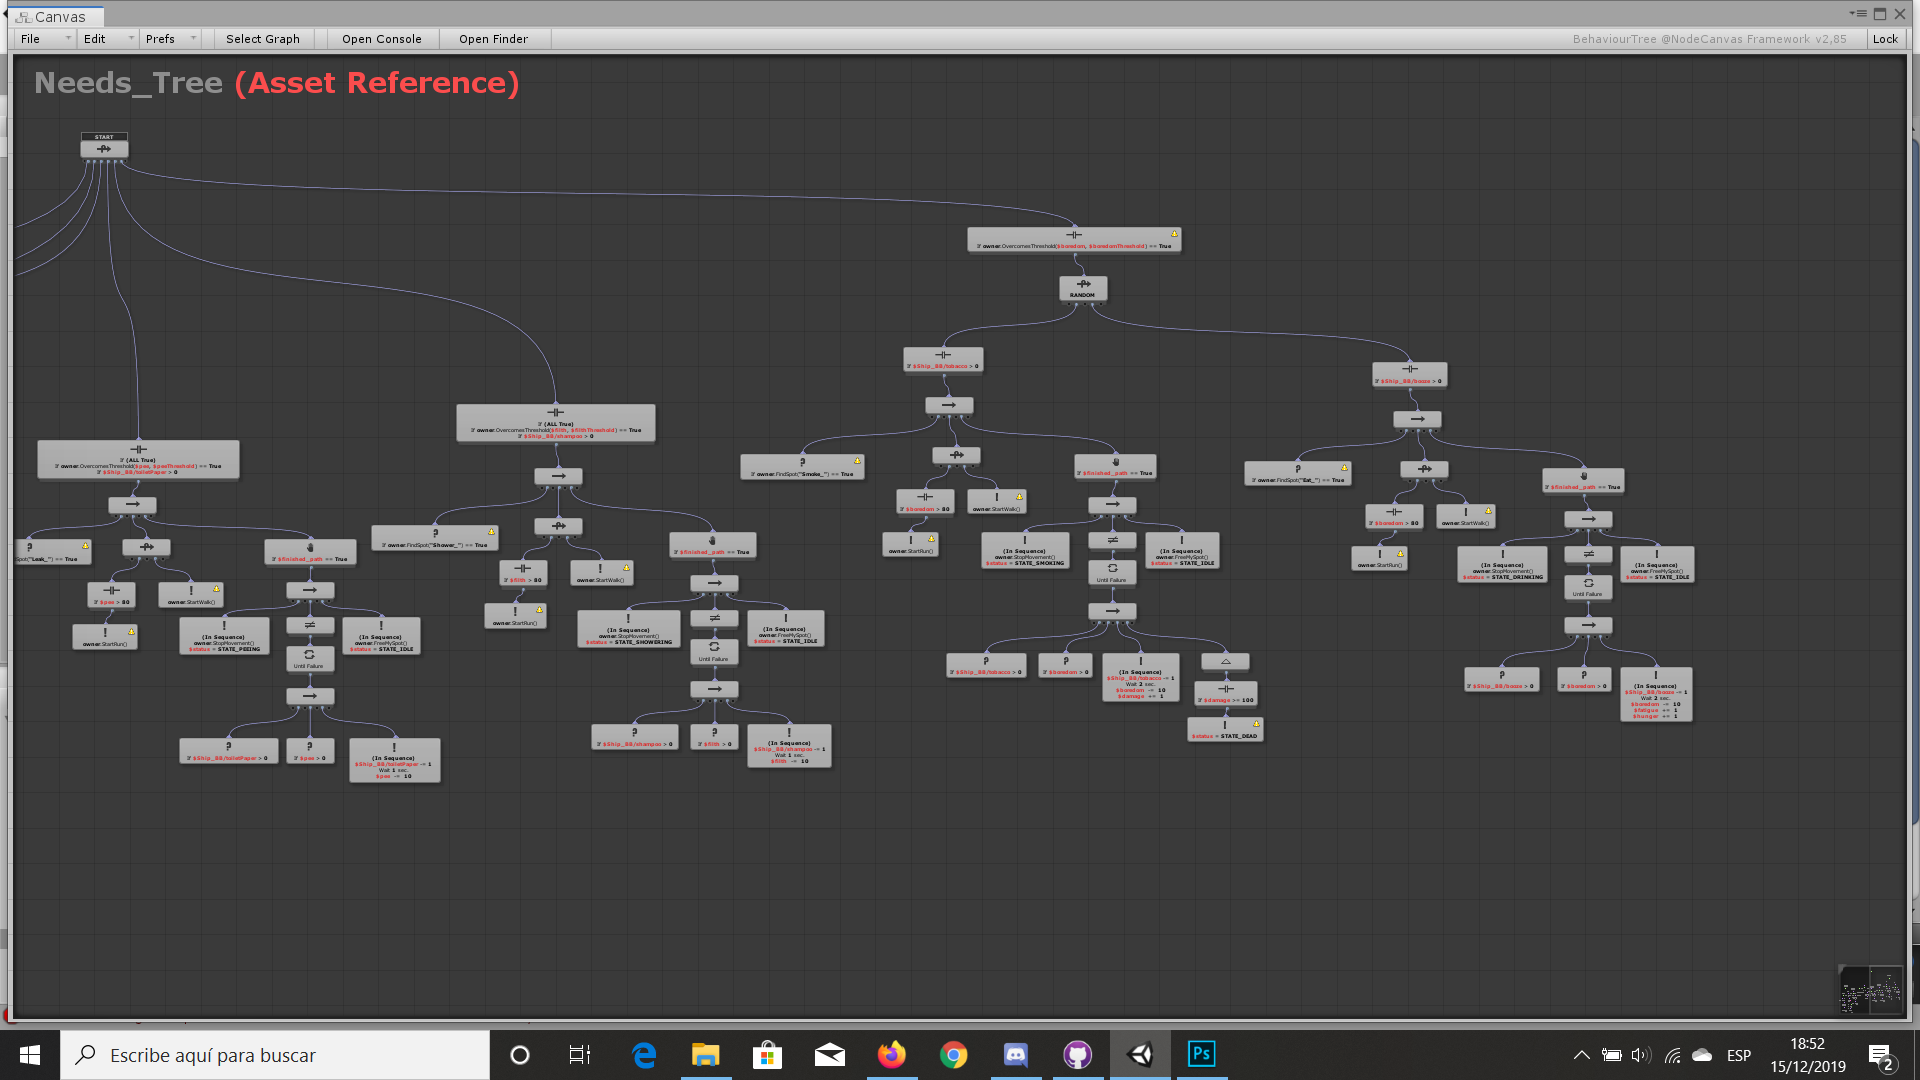 Canvas
File Edit Prefs Select Graph Open Console Open Finder BehaviourTree @NodeCanvas Framework v2,85 Lock
Needs_Tree (Asset Reference)
START
If owner.OvercomesThreshold($boredom, $boredomThreshold) == True
RANDOM
If $Ship_BB/tobacco > 0
If $Ship_BB/booze > 0
If (ALL True)
If owner.OvercomesThreshold($filth, $filthThreshold) == True
If $Ship_BB/shampoo > 0
If (ALL True)
If owner.OvercomesThreshold($pee, $peeThreshold) == True
If $Ship_BB/toiletPaper > 0
Spot("Leak_") == True
If $finished_path == True
If $pee > 80
owner.StartWalk()
owner.StartRun()
(In Sequence)
owner.StopMovement()
$status = STATE_PEEING
Until Failure
(In Sequence)
owner.FreeMySpot()
$status = STATE_IDLE
If $Ship_BB/toiletPaper > 0
If $pee > 0
(In Sequence)
$Ship_BB/toiletPaper -= 1
Wait 1 sec.
$pee -= 10
If owner.FindSpot("Shower_") == True
If $finished_path == True
If $filth > 80
owner.StartWalk()
owner.StartRun()
(In Sequence)
owner.StopMovement()
$status = STATE_SHOWERING
Until Failure
(In Sequence)
owner.FreeMySpot()
$status = STATE_IDLE
If $Ship_BB/shampoo > 0
If $filth > 0
(In Sequence)
$Ship_BB/shampoo -= 1
Wait 1 sec.
$filth -= 10
If owner.FindSpot("Smoke_") == True
If $finished_path == True
If $boredom > 80
owner.StartWalk()
owner.StartRun()
(In Sequence)
owner.StopMovement()
$status = STATE_SMOKING
Until Failure
(In Sequence)
owner.FreeMySpot()
$status = STATE_IDLE
If $Ship_BB/tobacco > 0
If $boredom > 0
(In Sequence)
$Ship_BB/tobacco -= 1
Wait 2 sec.
$boredom -= 10
$damage += 1
If $damage >= 100
$status = STATE_DEAD
If owner.FindSpot("Eat_") == True
If $finished_path == True
If $boredom > 80
owner.StartWalk()
owner.StartRun()
(In Sequence)
owner.StopMovement()
$status = STATE_DRINKING
Until Failure
(In Sequence)
owner.FreeMySpot()
$status = STATE_IDLE
If $Ship_BB/booze > 0
If $boredom > 0
(In Sequence)
$Ship_BB/booze -= 1
Wait 2 sec.
$boredom -= 10
$fatigue += 1
$hunger += 1
Escribe aquí para buscar
Ps
ESP
18:52
15/12/2019
2